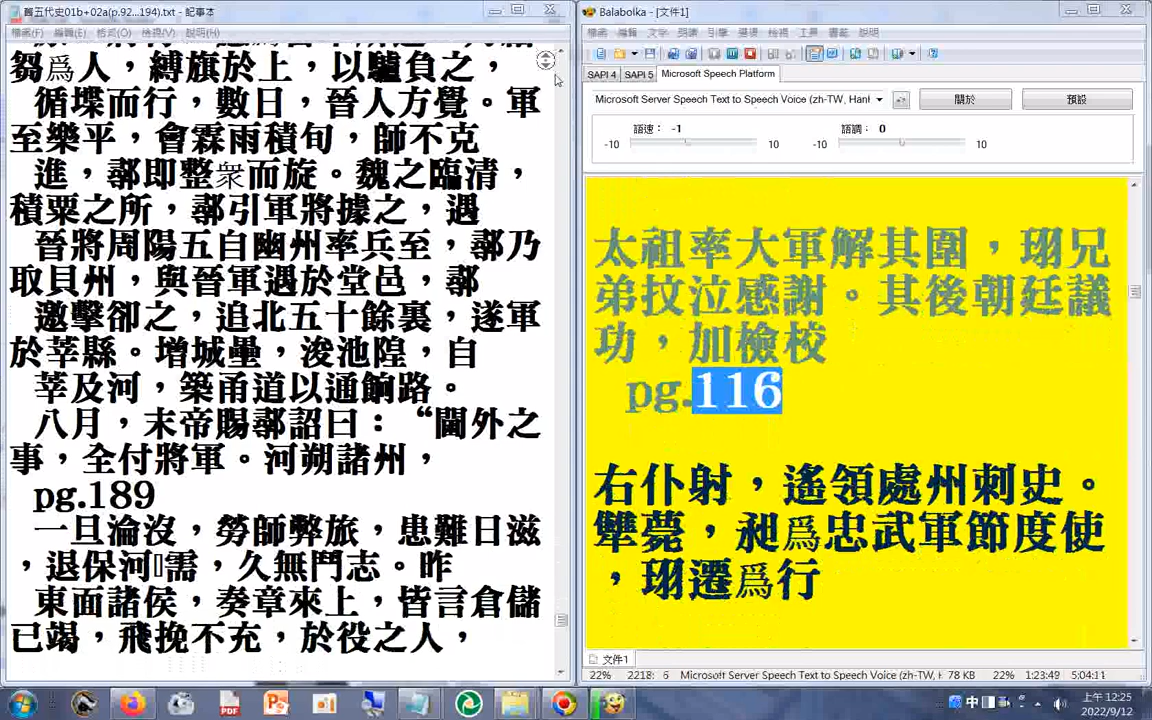 舊五代史01b+02a(p.92...194).txt - 記事本
檔案(F) 編輯(E) 格式(O) 檢視(V) 說明(H)
芻爲人，縛旗於上，以驢負之，
循堞而行，數日，晉人方覺。軍
至樂平，會霖雨積旬，師不克
進，鄩即整衆而旋。魏之臨清，
積粟之所，鄩引軍將據之，遇
晉將周陽五自幽州率兵至，鄩乃
取貝州，與晉軍遇於堂邑，鄩
邀擊卻之，追北五十餘裏，遂軍
於莘縣。增城壘，浚池隍，自
莘及河，築甬道以通餉路。
八月，末帝賜鄩詔曰：“閫外之
事，全付將軍。河朔諸州，
pg.189
一旦淪沒，勞師弊旅，患難日滋
，退保河需，久無鬥志。昨
東面諸侯，奏章來上，皆言倉儲
已竭，飛挽不充，於役之人，
Balabolka - [文件1]
檔案 編輯 文字 朗讀 引擎 選項 檢視 工具 書籤 說明
SAPI 4 SAPI 5 Microsoft Speech Platform
Microsoft Server Speech Text to Speech Voice (zh-TW, Han 關於 預設
語速： -1 語調： 0
-10 10 -10 10
太祖率大軍解其圍，珝兄
弟抆泣感謝。其後朝廷議
功，加檢校
pg.116
右仆射，遙領處州刺史。
犨薨，昶爲忠武軍節度使
，珝遷爲行
文件1
22% 2218: 6 Microsoft Server Speech Text to Speech Voice (zh-TW, Ha 78 KB 22% 1:23:49 5:04:11
中
上午 12:25
2022/9/12